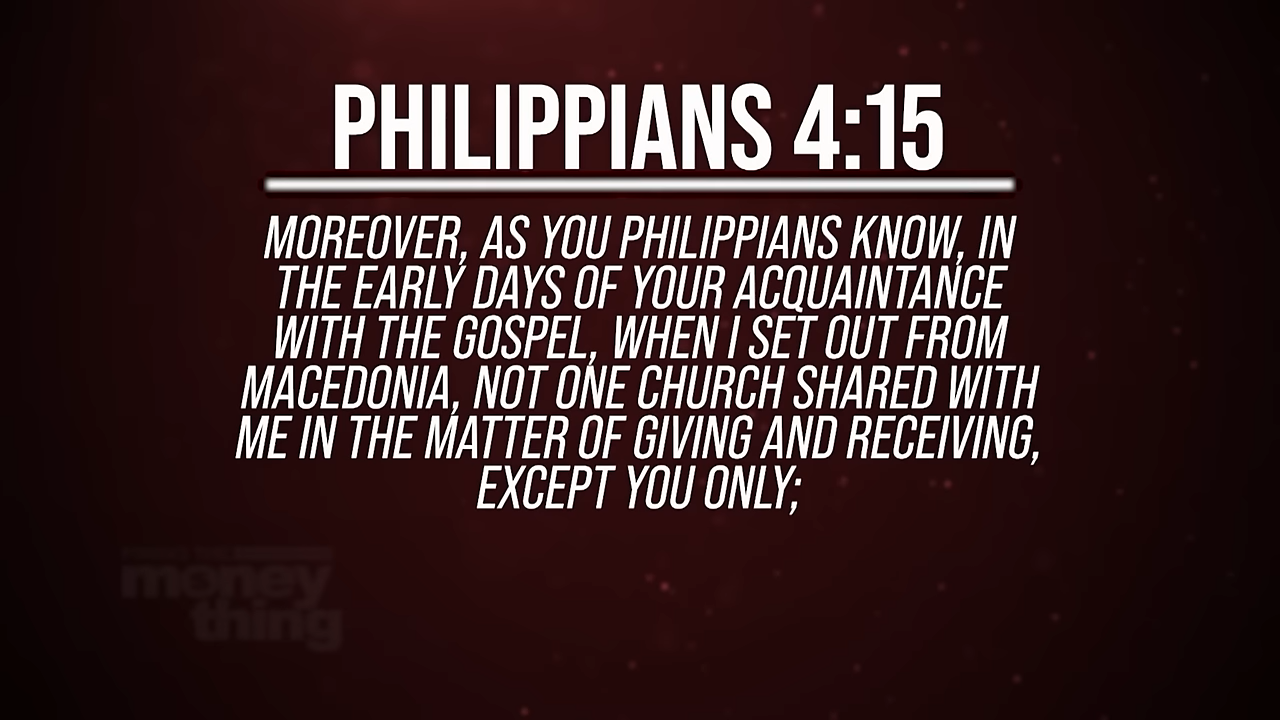 PHILIPPIANS 4:15
MOREOVER, AS YOU PHILIPPIANS KNOW, IN
THE EARLY DAYS OF YOUR ACQUAINTANCE
WITH THE GOSPEL, WHEN I SET OUT FROM
MACEDONIA, NOT ONE CHURCH SHARED WITH
ME IN THE MATTER OF GIVING AND RECEIVING,
EXCEPT YOU ONLY;
money
thing